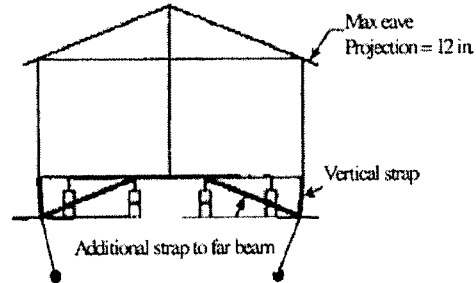 Max eave
Projection = 12 in.
Vertical strap
Additional strap to far beam